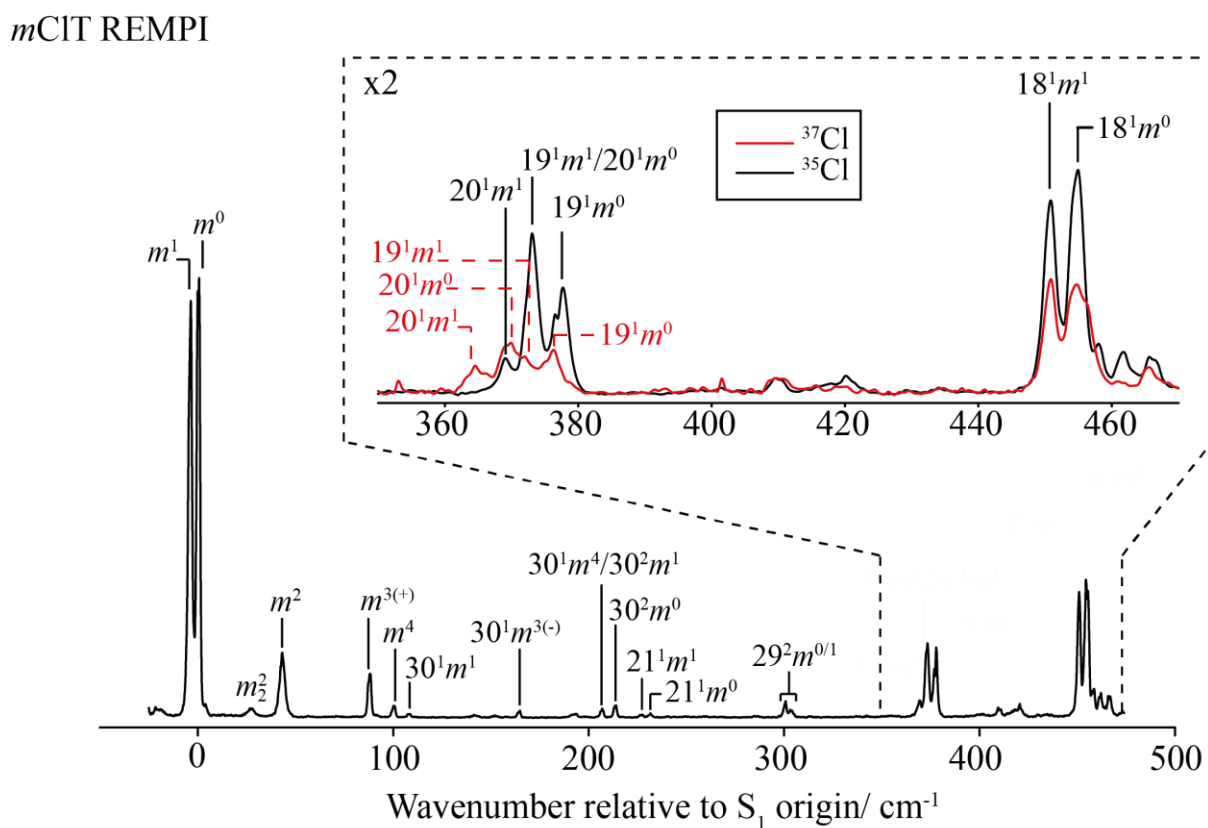 mClT REMPI
x2
18¹m¹
18¹m⁰
³⁷Cl
³⁵Cl
19¹m¹/20¹m⁰
20¹m¹
19¹m⁰
19¹m¹
20¹m⁰
20¹m¹
19¹m⁰
360 380 400 420 440 460
m⁰
m¹
m²
m₂²
m³⁽⁺⁾
m⁴
30¹m¹
30¹m³⁽⁻⁾
30¹m⁴/30²m¹
30²m⁰
21¹m¹
21¹m⁰
29²m⁰ᐟ¹
0 100 200 300 400 500
Wavenumber relative to S₁ origin/ cm⁻¹